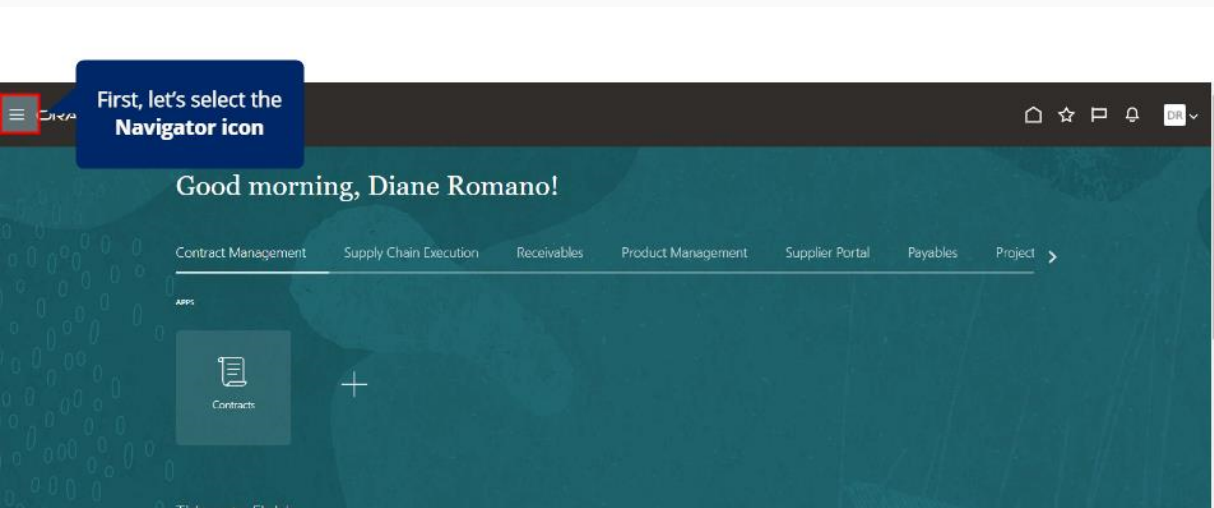 First, let's select the
Navigator icon
DR
Good morning, Diane Romano!
Contract Management Supply Chain Execution Receivables Product Management Supplier Portal Payables Project
APPS
Contracts